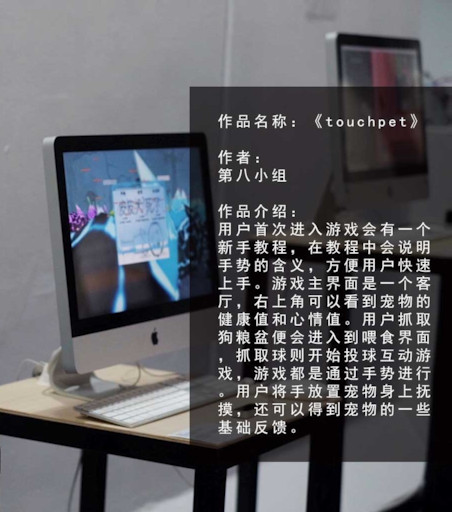 作品名称：《touchpet》
作者：
第八小组
作品介绍：
用户首次进入游戏会有一个
新手教程，在教程中会说明
手势的含义，方便用户快速
上手。游戏主界面是一个客
厅，右上角可以看到宠物的
健康值和心情值。用户抓取
狗粮盆便会进入到喂食界面
，抓取球则开始投球互动游
戏，游戏都是通过手势进行
。用户将手放置宠物身上抚
摸，还可以得到宠物的一些
基础反馈。